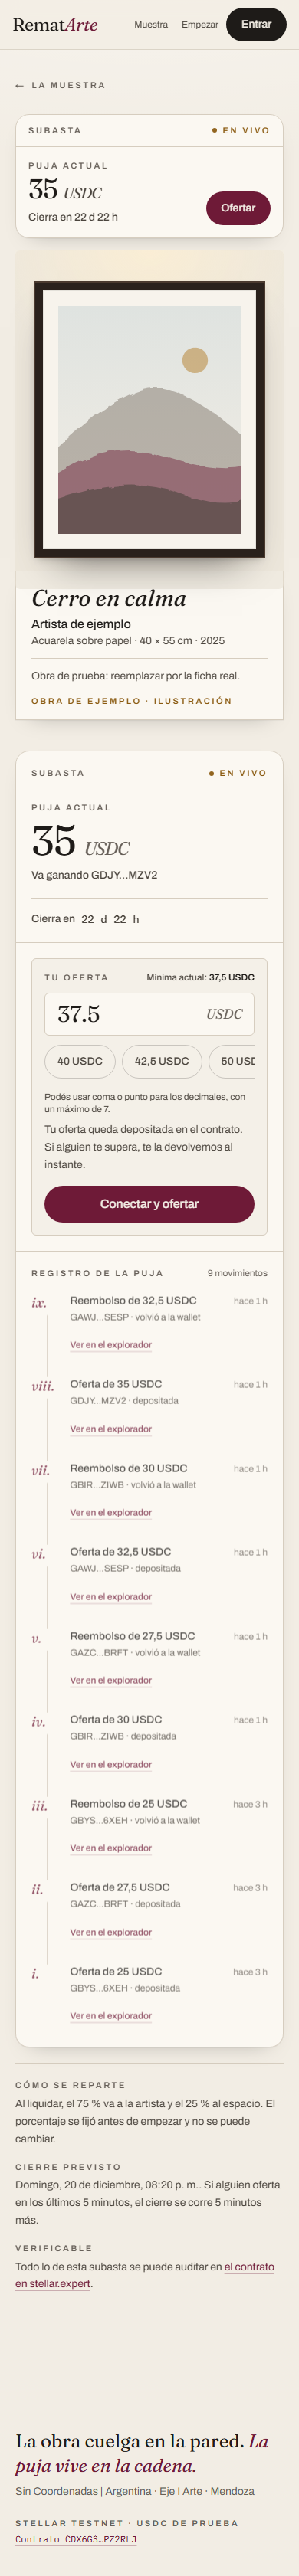 RematArte
Muestra
Empezar
Entrar
← LA MUESTRA
SUBASTA
EN VIVO
PUJA ACTUAL
35 USDC
Cierra en 22 d 22 h
Ofertar
Cerro en calma
Artista de ejemplo
Acuarela sobre papel · 40 × 55 cm · 2025
Obra de prueba: reemplazar por la ficha real.
OBRA DE EJEMPLO · ILUSTRACIÓN
SUBASTA
EN VIVO
PUJA ACTUAL
35 USDC
Va ganando GDJY...MZV2
Cierra en 22 d 22 h
TU OFERTA
Mínima actual: 37,5 USDC
37.5 USDC
40 USDC
42,5 USDC
50 USD
Podés usar coma o punto para los decimales, con
un máximo de 7.
Tu oferta queda depositada en el contrato.
Si alguien te supera, te la devolvemos al
instante.
Conectar y ofertar
REGISTRO DE LA PUJA
9 movimientos
ix. Reembolso de 32,5 USDC hace 1 h
GAWJ...SESP · volvió a la wallet
Ver en el explorador
viii. Oferta de 35 USDC hace 1 h
GDJY...MZV2 · depositada
Ver en el explorador
vii. Reembolso de 30 USDC hace 1 h
GBIR...ZIWB · volvió a la wallet
Ver en el explorador
vi. Oferta de 32,5 USDC hace 1 h
GAWJ...SESP · depositada
Ver en el explorador
v. Reembolso de 27,5 USDC hace 1 h
GAZC...BRFT · volvió a la wallet
Ver en el explorador
iv. Oferta de 30 USDC hace 1 h
GBIR...ZIWB · depositada
Ver en el explorador
iii. Reembolso de 25 USDC hace 3 h
GBYS...6XEH · volvió a la wallet
Ver en el explorador
ii. Oferta de 27,5 USDC hace 3 h
GAZC...BRFT · depositada
Ver en el explorador
i. Oferta de 25 USDC hace 3 h
GBYS...6XEH · depositada
Ver en el explorador
CÓMO SE REPARTE
Al liquidar, el 75 % va a la artista y el 25 % al espacio. El
porcentaje se fijó antes de empezar y no se puede
cambiar.
CIERRE PREVISTO
Domingo, 20 de diciembre, 08:20 p. m.. Si alguien oferta
en los últimos 5 minutos, el cierre se corre 5 minutos
más.
VERIFICABLE
Todo lo de esta subasta se puede auditar en el contrato
en stellar.expert.
La obra cuelga en la pared. La
puja vive en la cadena.
Sin Coordenadas | Argentina · Eje I Arte · Mendoza
STELLAR TESTNET · USDC DE PRUEBA
Contrato CDX6G3…PZ2RLJ